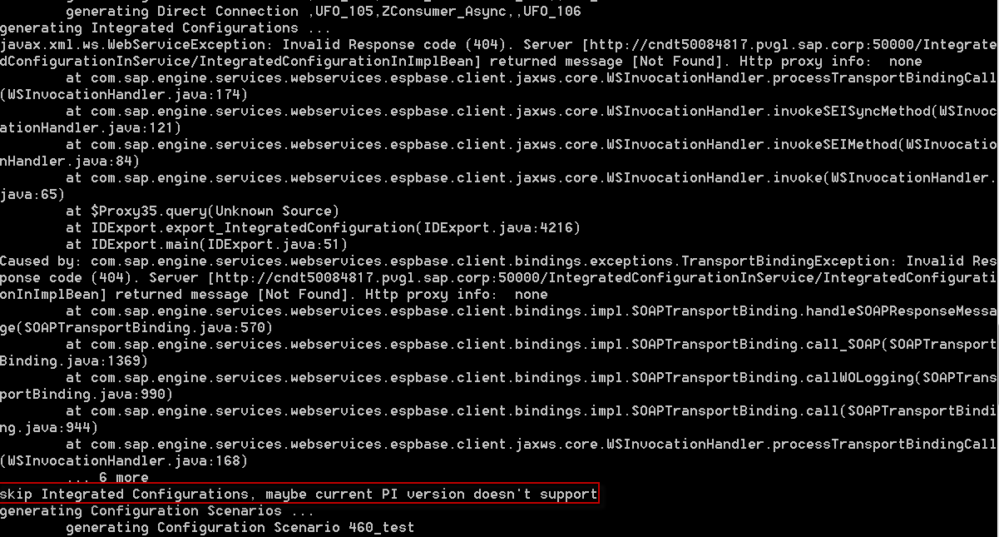 generating Direct Connection ,UFO_105,ZConsumer_Async,,UFO_106
generating Integrated Configurations ...
javax.xml.ws.WebServiceException: Invalid Response code (404). Server [http://cndt50084817.pvgl.sap.corp:50000/Integrate
dConfigurationInService/IntegratedConfigurationInImplBean] returned message [Not Found]. Http proxy info:  none
at com.sap.engine.services.webservices.espbase.client.jaxws.core.WSInvocationHandler.processTransportBindingCall
(WSInvocationHandler.java:174)
at com.sap.engine.services.webservices.espbase.client.jaxws.core.WSInvocationHandler.invokeSEISyncMethod(WSInvoc
ationHandler.java:121)
at com.sap.engine.services.webservices.espbase.client.jaxws.core.WSInvocationHandler.invokeSEIMethod(WSInvocatio
nHandler.java:84)
at com.sap.engine.services.webservices.espbase.client.jaxws.core.WSInvocationHandler.invoke(WSInvocationHandler.
java:65)
at $Proxy35.query(Unknown Source)
at IDExport.export_IntegratedConfiguration(IDExport.java:4216)
at IDExport.main(IDExport.java:51)
Caused by: com.sap.engine.services.webservices.espbase.client.bindings.exceptions.TransportBindingException: Invalid Res
ponse code (404). Server [http://cndt50084817.pvgl.sap.corp:50000/IntegratedConfigurationInService/IntegratedConfigurati
onInImplBean] returned message [Not Found]. Http proxy info:  none
at com.sap.engine.services.webservices.espbase.client.bindings.impl.SOAPTransportBinding.handleSOAPResponseMessa
ge(SOAPTransportBinding.java:570)
at com.sap.engine.services.webservices.espbase.client.bindings.impl.SOAPTransportBinding.call_SOAP(SOAPTransport
Binding.java:1369)
at com.sap.engine.services.webservices.espbase.client.bindings.impl.SOAPTransportBinding.callWOLogging(SOAPTrans
portBinding.java:990)
at com.sap.engine.services.webservices.espbase.client.bindings.impl.SOAPTransportBinding.call(SOAPTransportBindi
ng.java:944)
at com.sap.engine.services.webservices.espbase.client.jaxws.core.WSInvocationHandler.processTransportBindingCall
(WSInvocationHandler.java:168)
... 6 more
skip Integrated Configurations, maybe current PI version doesn't support
generating Configuration Scenarios ...
generating Configuration Scenario 460_test